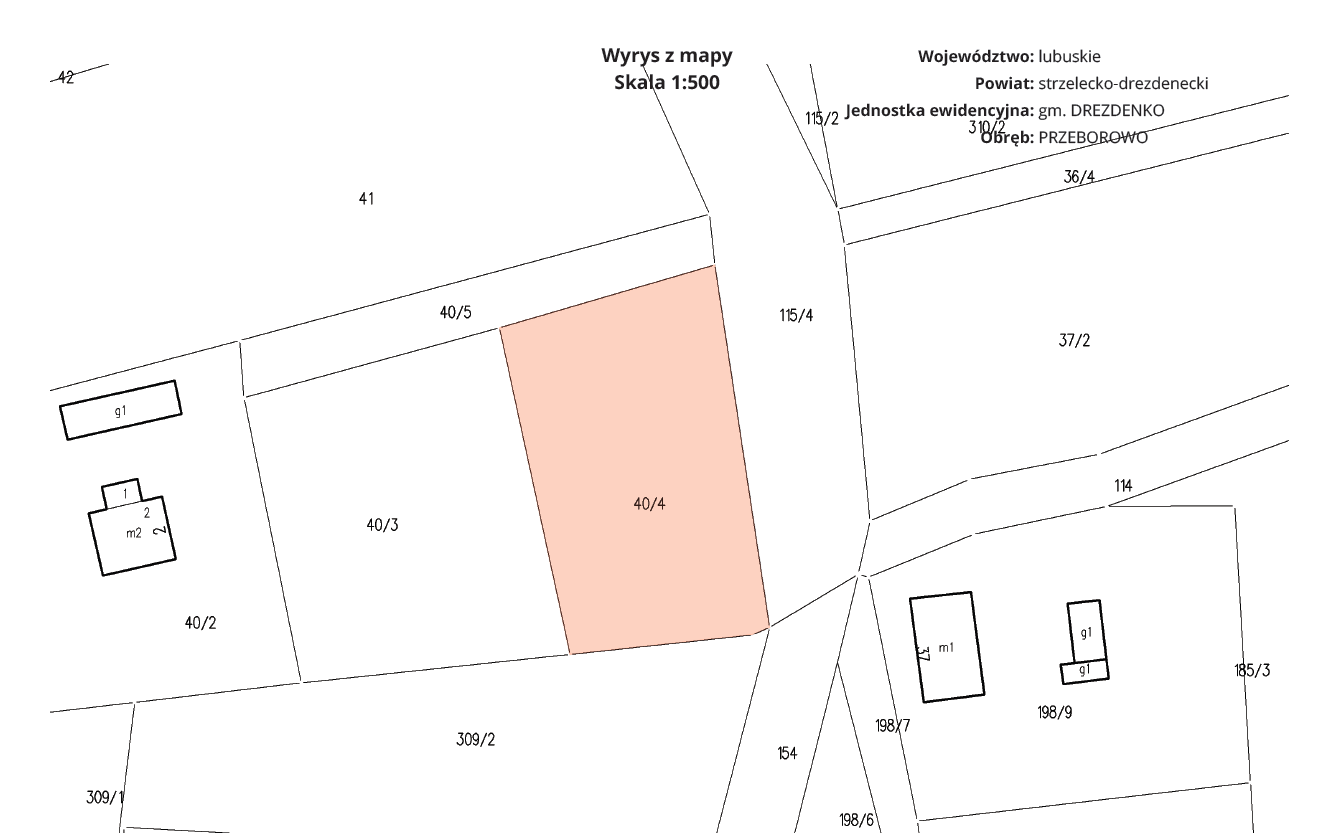 Wyrys z mapy
Skala 1:500
Województwo: lubuskie
Powiat: strzelecko-drezdenecki
Jednostka ewidencyjna: gm. DREZDENKO
Obręb: PRZEBOROWO
42
115/2
310/2
36/4
41
40/5
115/4
37/2
g1
114
1
2
m2
2
40/3
40/4
40/2
g1
m1
37
g1
185/3
198/9
198/7
309/2
154
309/1
198/6